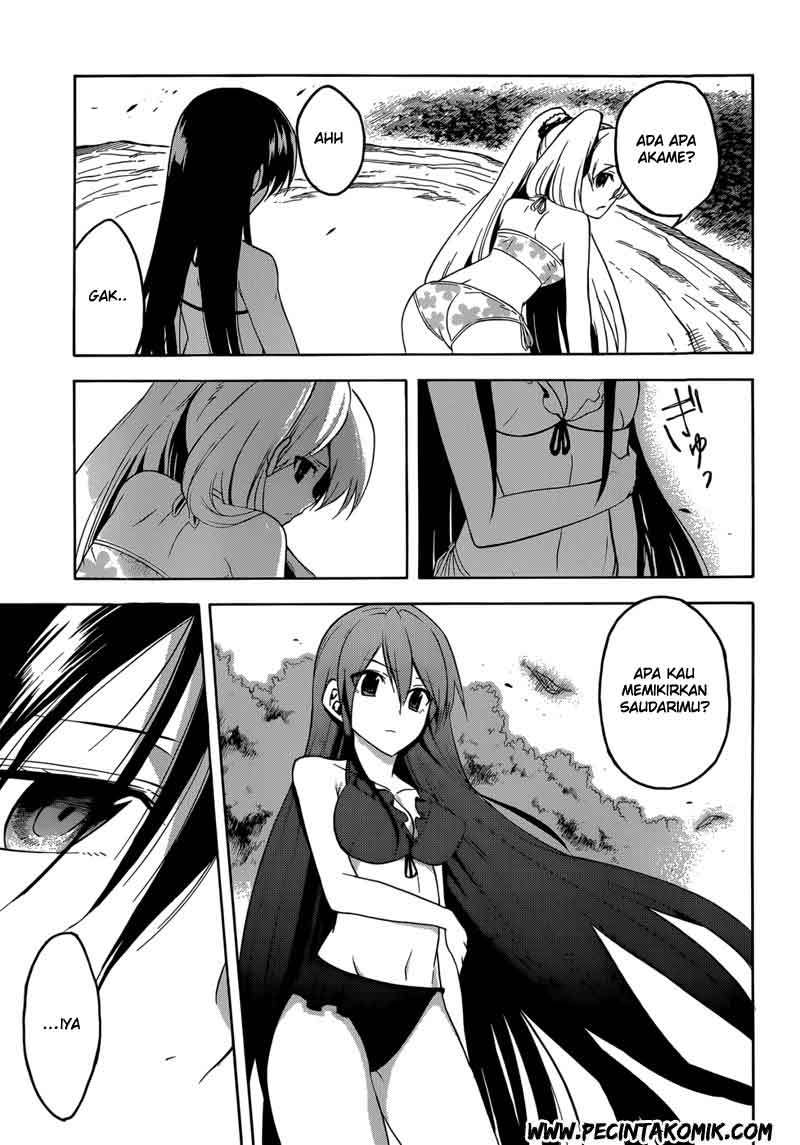 ADA APA
AKAME?
AHH
GAK..
ぎゅっ
APA KAU
MEMIKIRKAN
SAUDARIMU?
...IYA
WWW.PECINTAKOMIK.COM